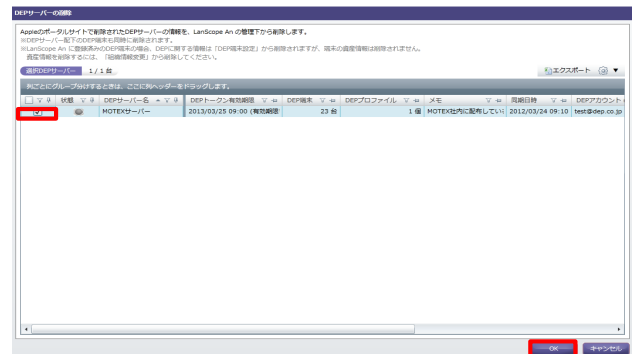 DEPサーバーの削除
Appleのポータルサイトで削除されたDEPサーバーの情報を、LanScope An の管理下から削除します。
※DEPサーバー配下のDEP端末も同時に削除されます。
※LanScope An に登録済みのDEP端末の場合、DEPに関する情報は「DEP端末設定」から削除されますが、端末の資産情報は削除されません。
資産情報を削除するには、「組織情報変更」から削除してください。
選択DEPサーバー 1 / 1 台
エクスポート
列ごとにグループ分けするときは、ここに列ヘッダーをドラッグします。
状態 DEPサーバー名 DEPトークン有効期限 DEP端末 DEPプロファイル メモ 同期日時 DEPアカウント
MOTEXサーバー 2013/03/25 09:00 (有効期限 23 台 1 個 MOTEX社内に配布してい 2012/03/24 09:10 test@dep.co.jp
OK キャンセル